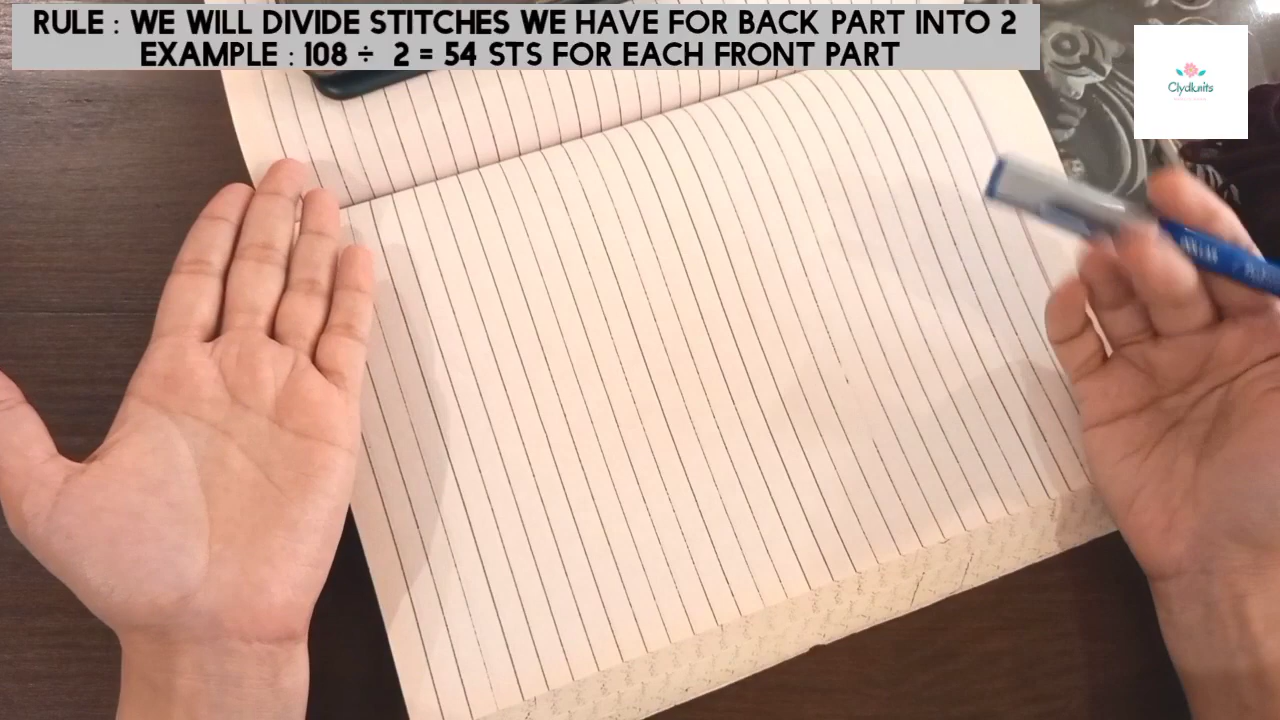 RULE : WE WILL DIVIDE STITCHES WE HAVE FOR BACK PART INTO 2
EXAMPLE : 108 ÷ 2 = 54 STS FOR EACH FRONT PART
Clydknits